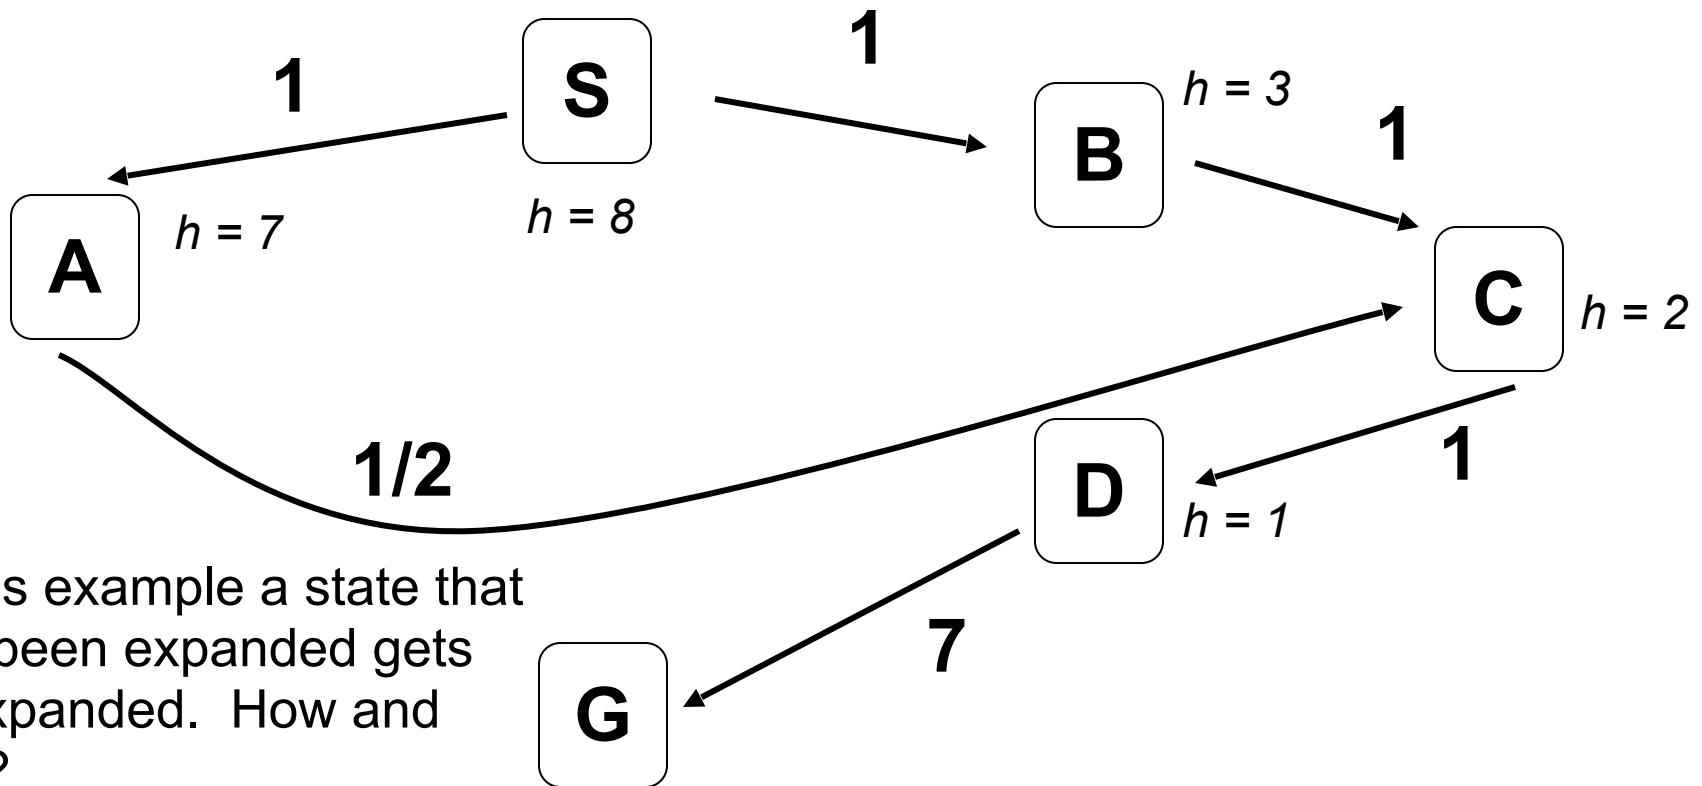 1
1
S
B
h = 3
1
A
h = 7
h = 8
C
h = 2
1/2
D
h = 1
1
s example a state that
been expanded gets
xpanded. How and
?
7
G